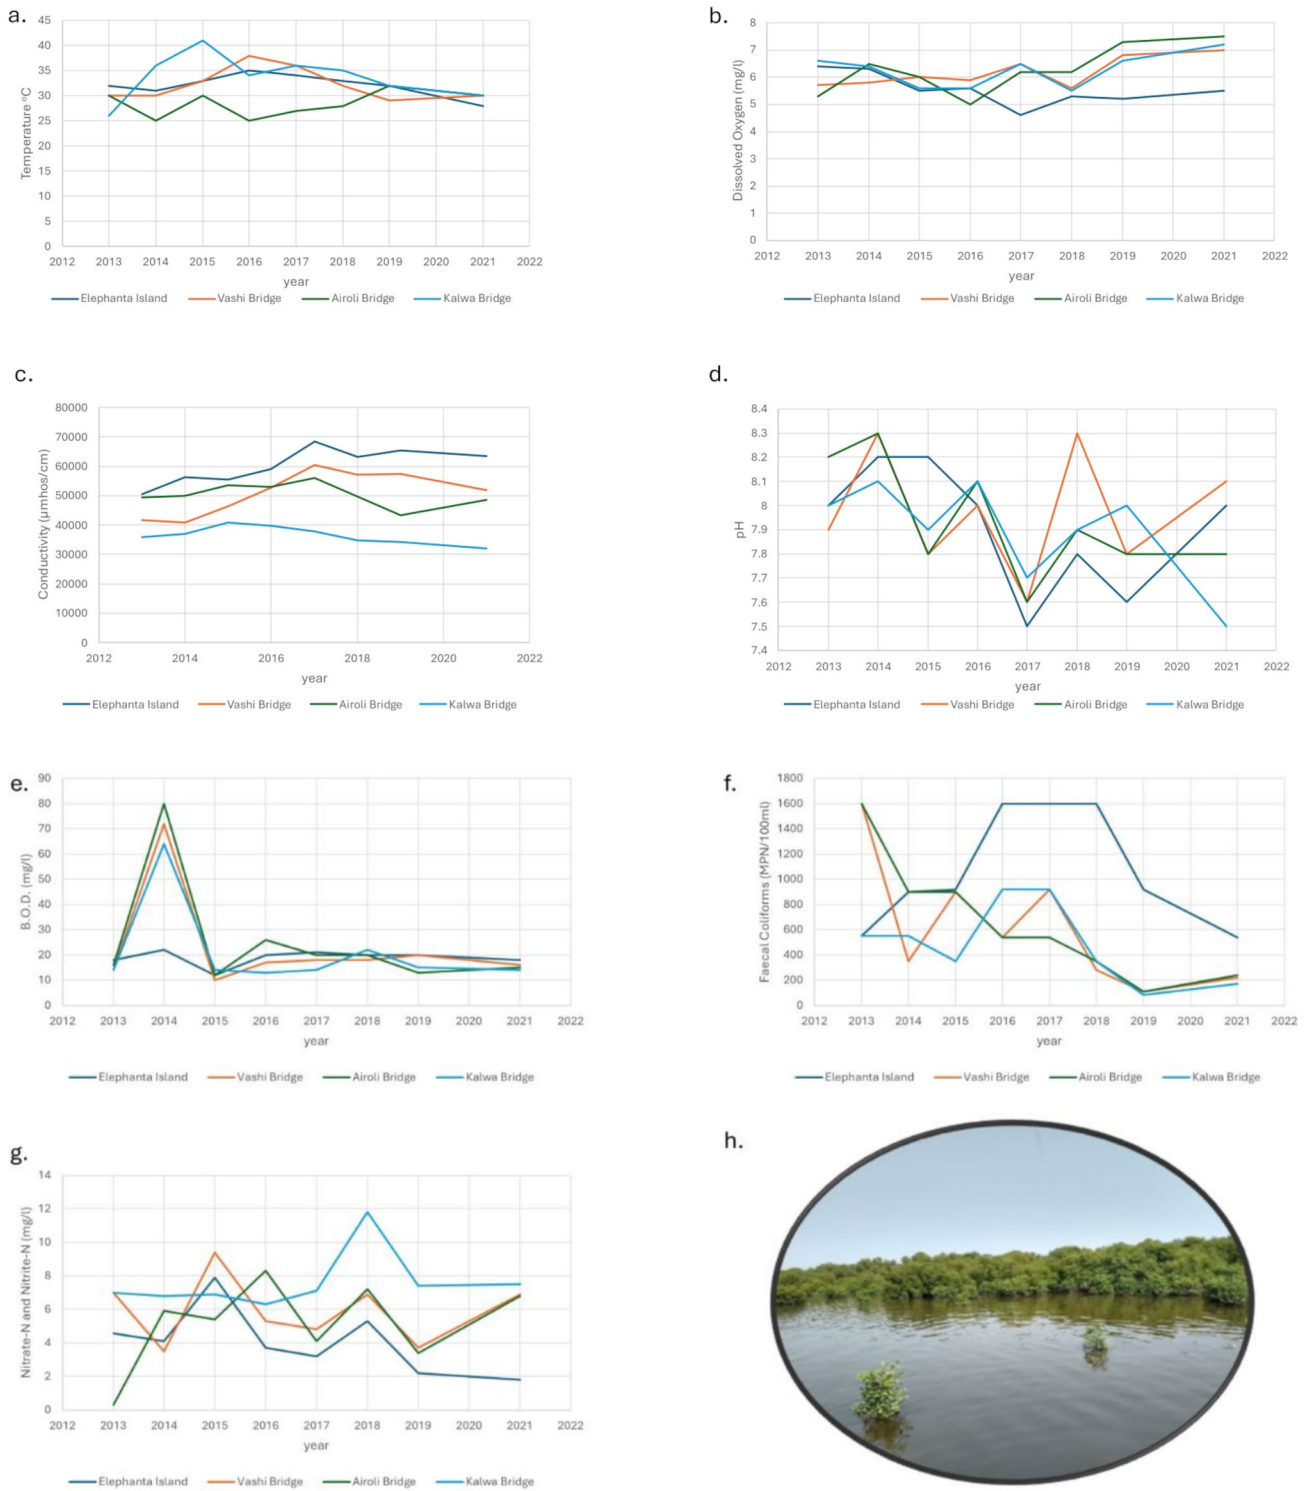 a.
45
40
35
30
25
20
15
10
5
0
Temperature °C
2012 2013 2014 2015 2016 2017 2018 2019 2020 2021 2022
year
Elephanta Island Vashi Bridge Airoli Bridge Kalwa Bridge
b.
8
7
6
5
4
3
2
1
0
Dissolved Oxygen (mg/l)
2012 2013 2014 2015 2016 2017 2018 2019 2020 2021 2022
year
Elephanta Island Vashi Bridge Airoli Bridge Kalwa Bridge
c.
80000
70000
60000
50000
40000
30000
20000
10000
0
Conductivity (µmhos/cm)
2012 2014 2016 2018 2020 2022
year
Elephanta Island Vashi Bridge Airoli Bridge Kalwa Bridge
d.
8.4
8.3
8.2
8.1
8
7.9
7.8
7.7
7.6
7.5
7.4
pH
2012 2013 2014 2015 2016 2017 2018 2019 2020 2021 2022
year
Elephanta Island Vashi Bridge Airoli Bridge Kalwa Bridge
e.
90
80
70
60
50
40
30
20
10
0
B.O.D. (mg/l)
2012 2013 2014 2015 2016 2017 2018 2019 2020 2021 2022
year
Elephanta Island Vashi Bridge Airoli Bridge Kalwa Bridge
f.
1800
1600
1400
1200
1000
800
600
400
200
0
Faecal Coliforms (MPN/100ml)
2012 2013 2014 2015 2016 2017 2018 2019 2020 2021 2022
year
Elephanta Island Vashi Bridge Airoli Bridge Kalwa Bridge
g.
14
12
10
8
6
4
2
0
Nitrate-N and Nitrite-N (mg/l)
2012 2013 2014 2015 2016 2017 2018 2019 2020 2021 2022
year
Elephanta Island Vashi Bridge Airoli Bridge Kalwa Bridge
h.